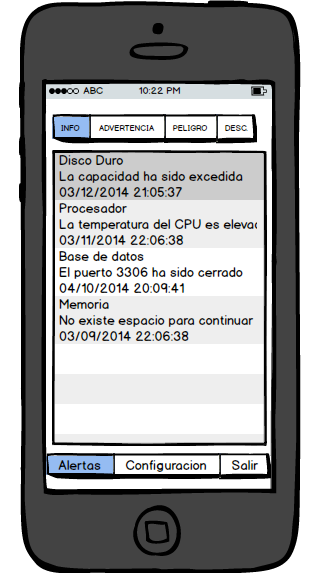 ABC 10:22 PM
INFO ADVERTENCIA PELIGRO DESC.
Disco Duro
La capacidad ha sido excedida
03/12/2014 21:05:37
Procesador
La temperatura del CPU es eleva
03/11/2014 22:06:38
Base de datos
El puerto 3306 ha sido cerrado
04/10/2014 20:09:41
Memoria
No existe espacio para continuar
03/09/2014 22:06:38
Alertas Configuracion Salir